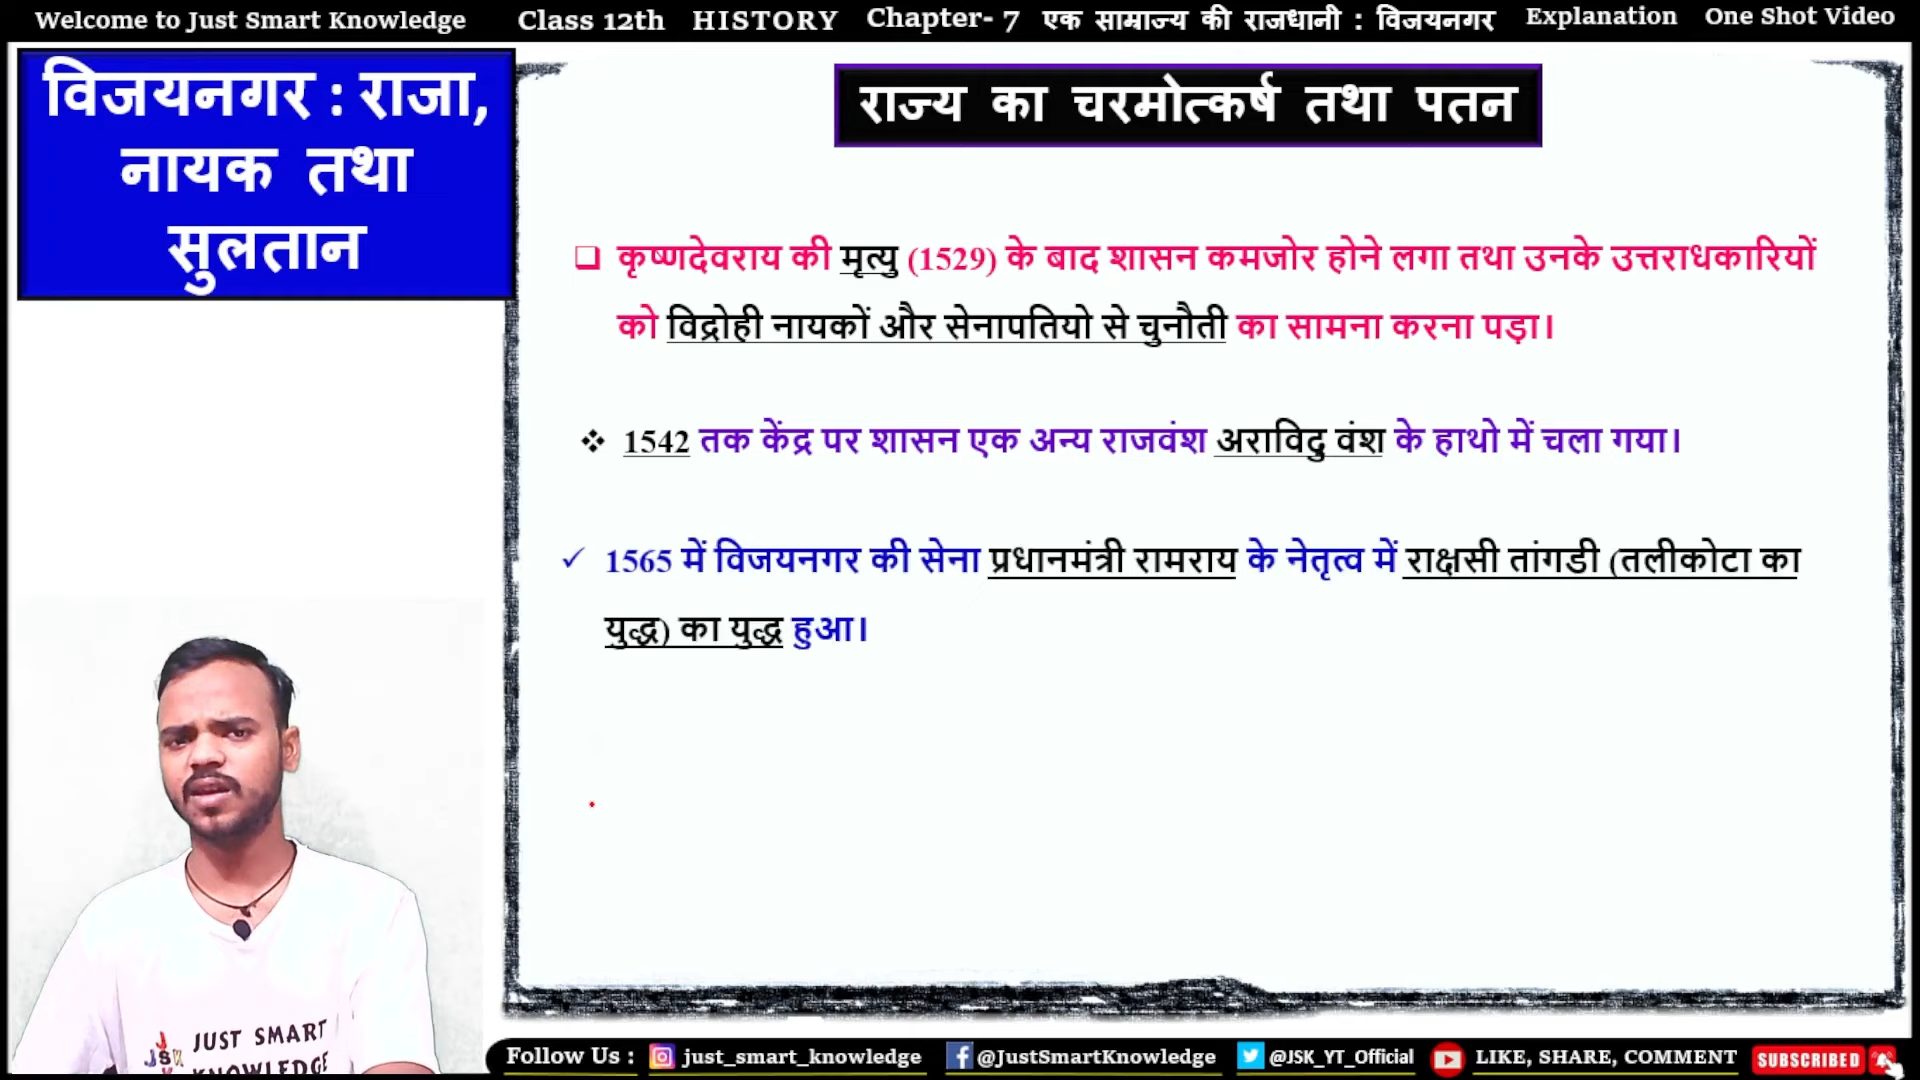 Welcome to Just Smart Knowledge Class 12th HISTORY Chapter- 7 एक साम्राज्य की राजधानी : विजयनगर Explanation One Shot Video
विजयनगर : राजा,
नायक तथा
सुलतान
राज्य का चरमोत्कर्ष तथा पतन
कृष्णदेवराय की मृत्यु (1529) के बाद शासन कमजोर होने लगा तथा उनके उत्तराधकारियों
को विद्रोही नायकों और सेनापतियो से चुनौती का सामना करना पड़ा।
1542 तक केंद्र पर शासन एक अन्य राजवंश अराविदु वंश के हाथो में चला गया।
1565 में विजयनगर की सेना प्रधानमंत्री रामराय के नेतृत्व में राक्षसी तांगडी (तलीकोटा का
युद्ध) का युद्ध हुआ।
JSK JUST SMART
KNOWLEDGE
Follow Us : just_smart_knowledge @JustSmartKnowledge @JSK_YT_Official LIKE, SHARE, COMMENT SUBSCRIBED